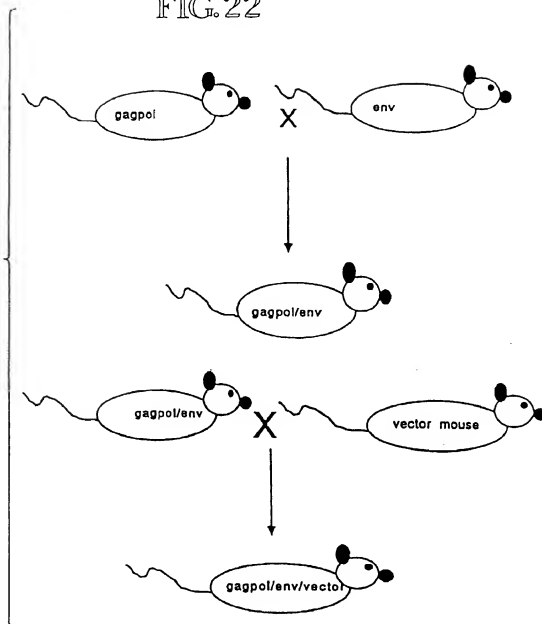 FIG. 22
gagpol X env
gagpol/env
gagpol/env X vector mouse
gagpol/env/vector